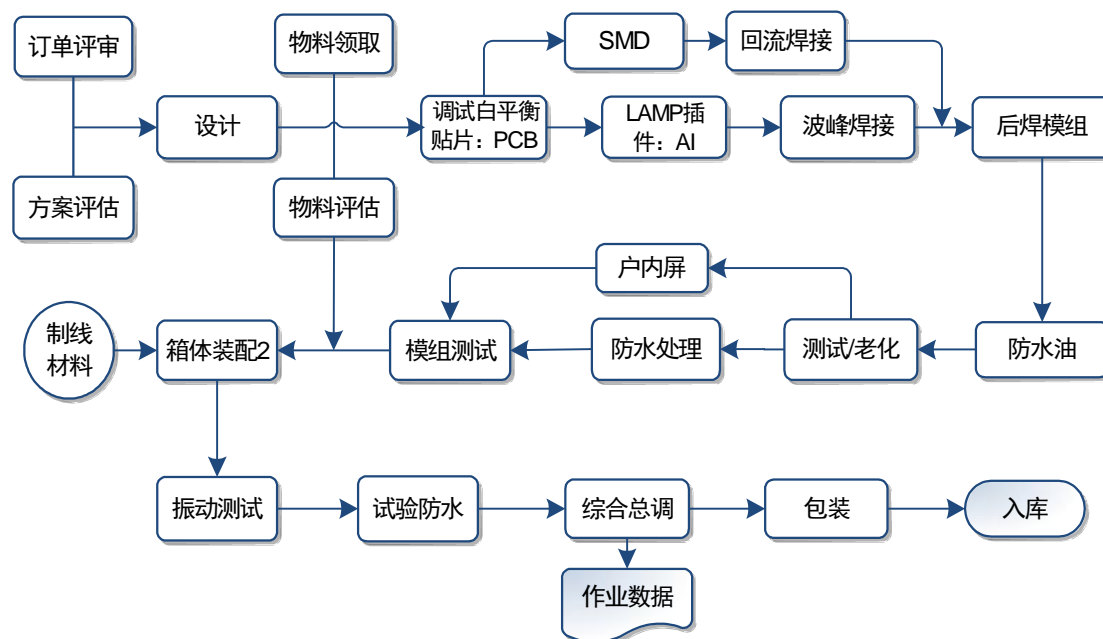 订单评审
物料领取
SMD
回流焊接
设计
调试白平衡
贴片：PCB
LAMP插
件：AI
波峰焊接
后焊模组
方案评估
物料评估
户内屏
制线
材料
箱体装配2
模组测试
防水处理
测试/老化
防水油
振动测试
试验防水
综合总调
包装
入库
作业数据